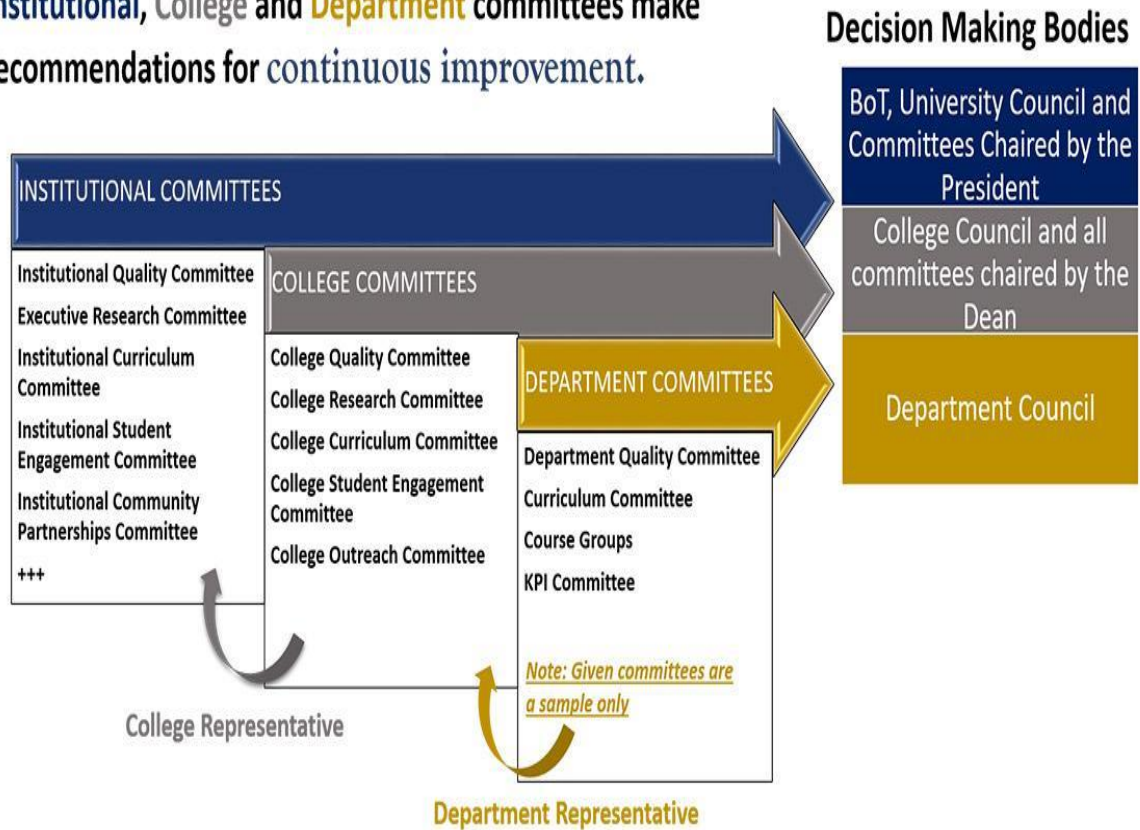 nstitutional, College and Department committees make
ecommendations for continuous improvement.
Decision Making Bodies
BoT, University Council and
Committees Chaired by the
President
College Council and all
committees chaired by the
Dean
Department Council
INSTITUTIONAL COMMITTEES
Institutional Quality Committee
Executive Research Committee
Institutional Curriculum
Committee
Institutional Student
Engagement Committee
Institutional Community
Partnerships Committee
+++
COLLEGE COMMITTEES
College Quality Committee
College Research Committee
College Curriculum Committee
College Student Engagement
Committee
College Outreach Committee
DEPARTMENT COMMITTEES
Department Quality Committee
Curriculum Committee
Course Groups
KPI Committee
Note: Given committees are
a sample only
College Representative
Department Representative